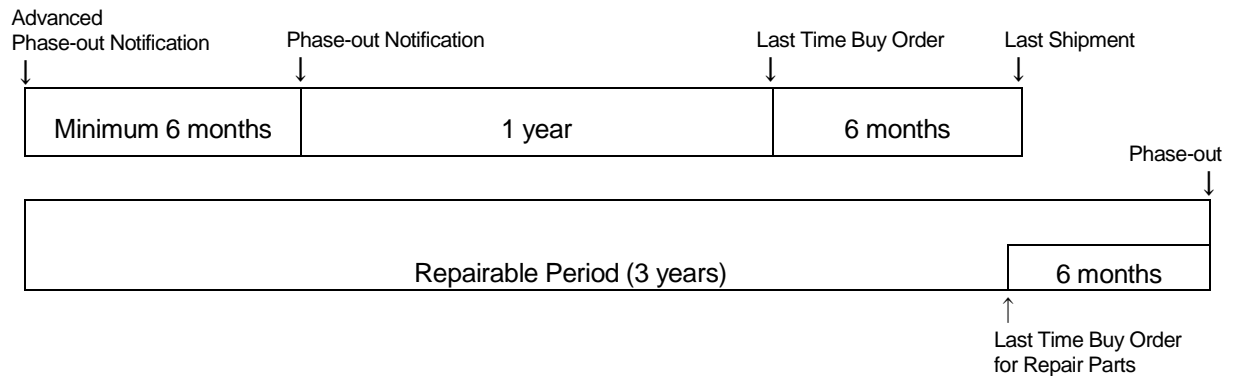 Advanced
Phase-out Notification
Phase-out Notification
Last Time Buy Order
Last Shipment
Minimum 6 months
1 year
6 months
Phase-out
Repairable Period (3 years)
6 months
Last Time Buy Order
for Repair Parts